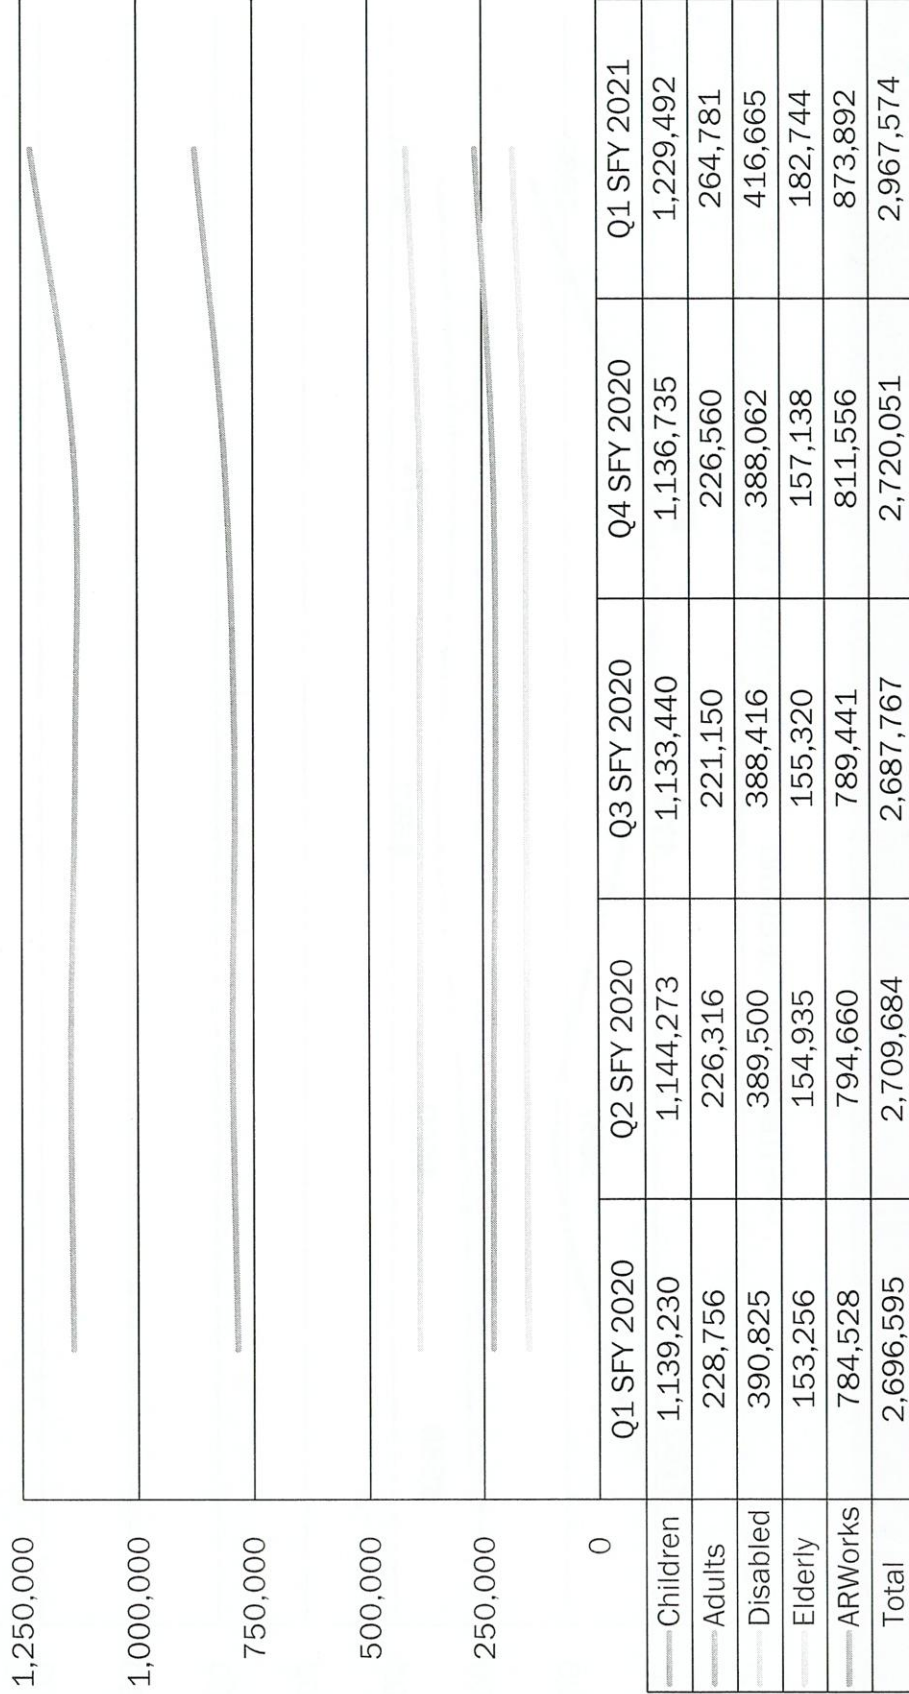 1,250,000
1,000,000
750,000
500,000
250,000
0
Q1 SFY 2020 Q2 SFY 2020 Q3 SFY 2020 Q4 SFY 2020 Q1 SFY 2021
Children 1,139,230 1,144,273 1,133,440 1,136,735 1,229,492
Adults 228,756 226,316 221,150 226,560 264,781
Disabled 390,825 389,500 388,416 388,062 416,665
Elderly 153,256 154,935 155,320 157,138 182,744
ARWorks 784,528 794,660 789,441 811,556 873,892
Total 2,696,595 2,709,684 2,687,767 2,720,051 2,967,574